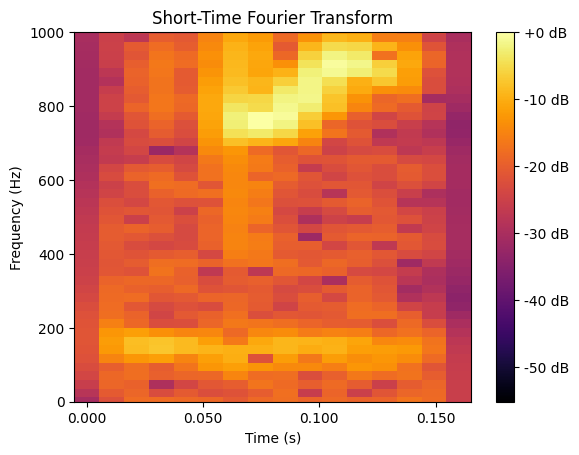 Short-Time Fourier Transform
1000
800
600
400
200
0
Frequency (Hz)
0.000
0.050
0.100
0.150
Time (s)
+0 dB
-10 dB
-20 dB
-30 dB
-40 dB
-50 dB